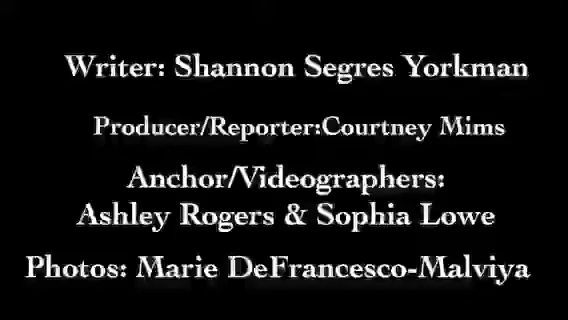 Writer: Shannon Segres Yorkman
Producer/Reporter:Courtney Mims
Anchor/Videographers:
Ashley Rogers & Sophia Lowe
Photos: Marie DeFrancesco-Malviya